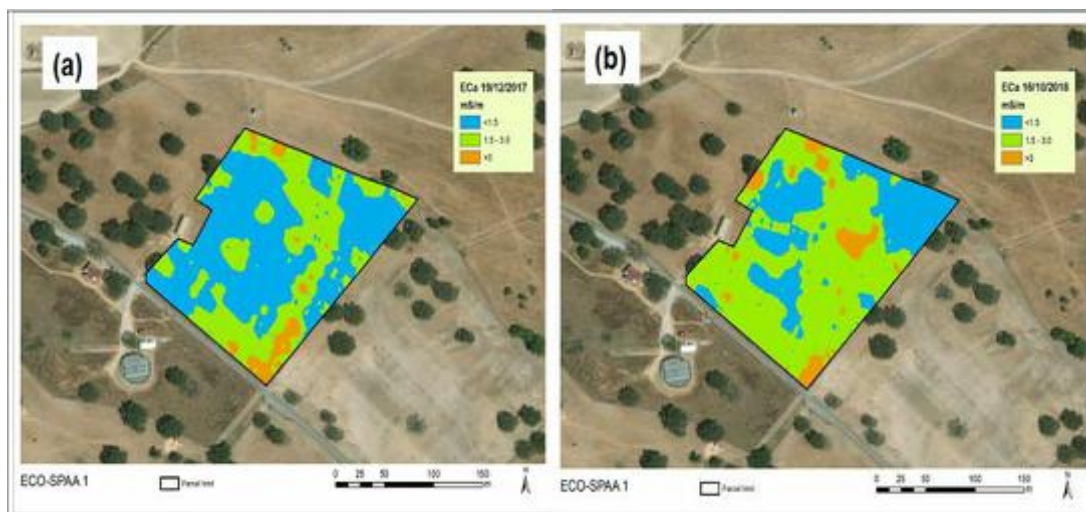 (a)
ECa 19/12/2017
mS/m
<1.5
1.5 - 3.0
>3
0 25 50 100 150
m
N
ECO-SPAA 1
Parcel limit
(b)
ECa 16/10/2018
mS/m
<1.5
1.5 - 3.0
>3
0 25 50 100 150
m
N
ECO-SPAA 1
Parcel limit